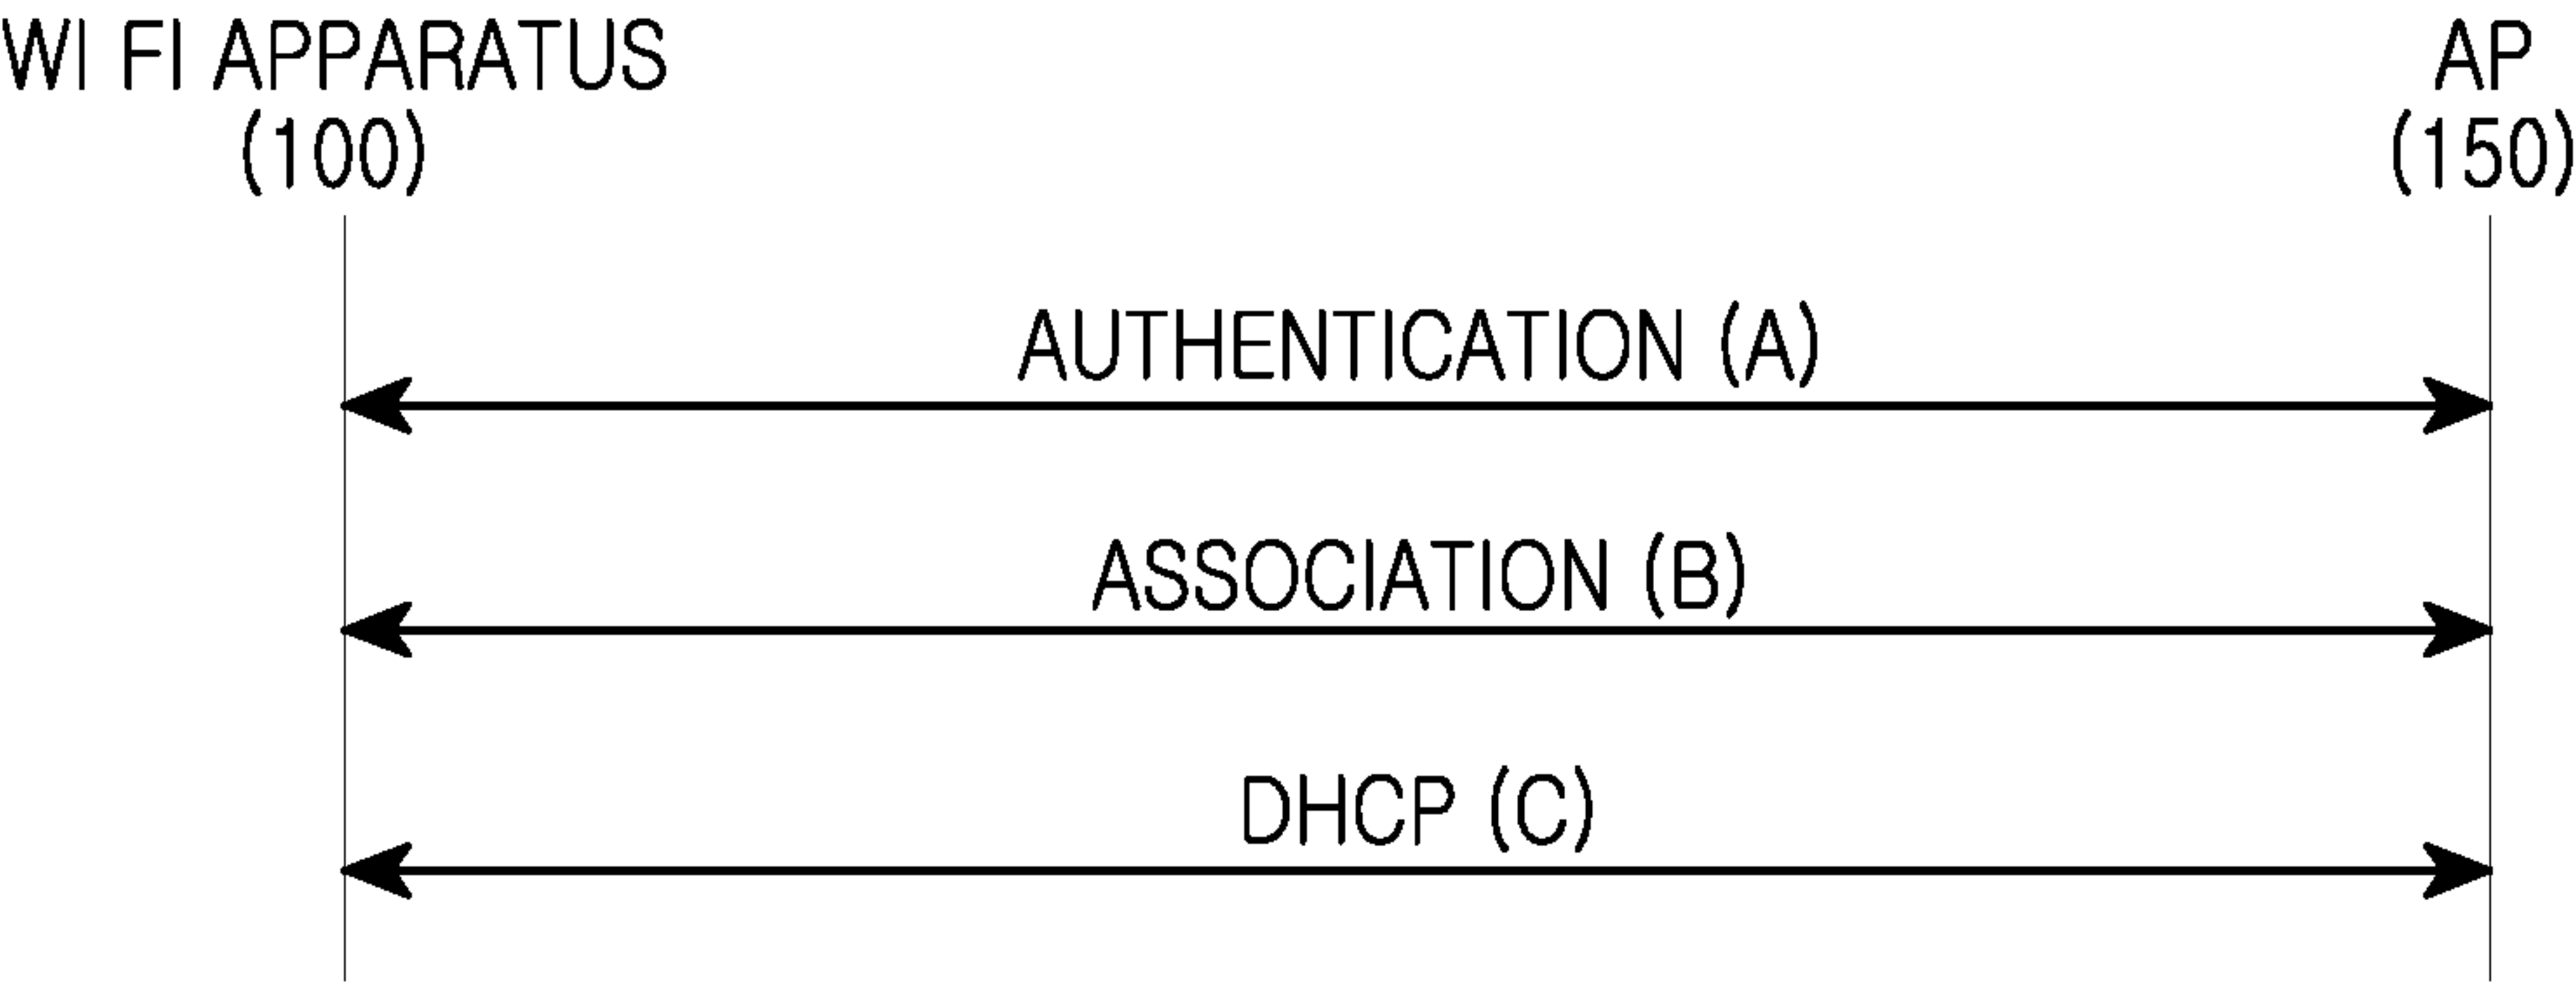 WI FI APPARATUS
(100)
AP
(150)
AUTHENTICATION (A)
ASSOCIATION (B)
DHCP (C)